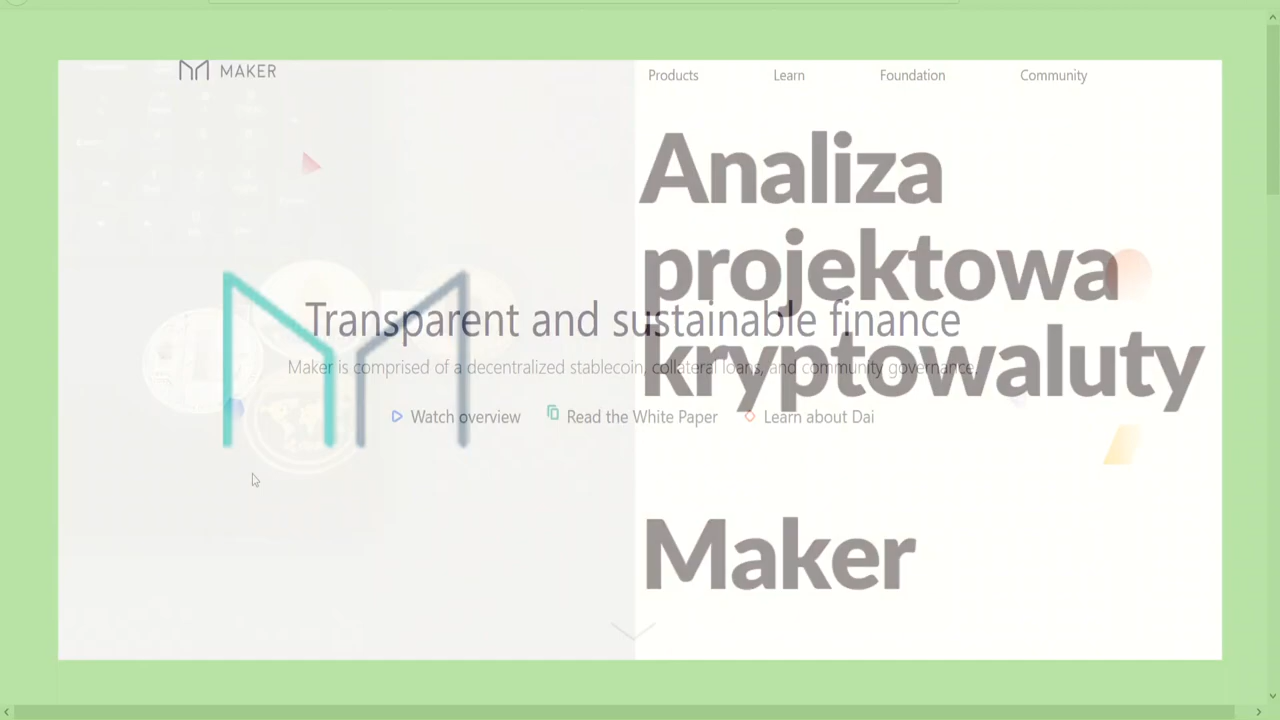 MAKER
Products Learn Foundation Community
Analiza
projektowa
kryptowaluty
Maker
Transparent and sustainable finance
Maker is comprised of a decentralized stablecoin, collateral loans, and community governance.
Watch overview Read the White Paper Learn about Dai